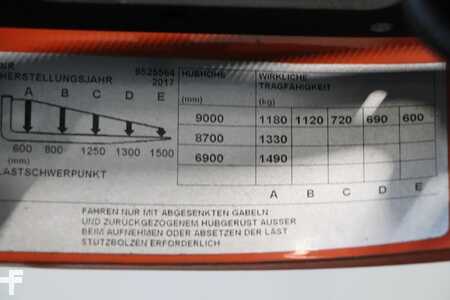 NR 8525564
HERSTELLUNGSJAHR 2017
A B C D E
600 800 1250 1300 1500
(mm)
LASTSCHWERPUNKT
HUBHÖHE WIRKLICHE
TRAGFÄHIGKEIT
(mm) (kg)
9000 1180 1120 720 690 600
8700 1330
6900 1490
A B C D E
FAHREN NUR MIT ABGESENKTEN GABELN
UND ZURÜCKGEZOGENEM HUBGERÜST AUSSER
BEIM AUFNEHMEN ODER ABSETZEN DER LAST
STÜTZBOLZEN ERFORDERLICH